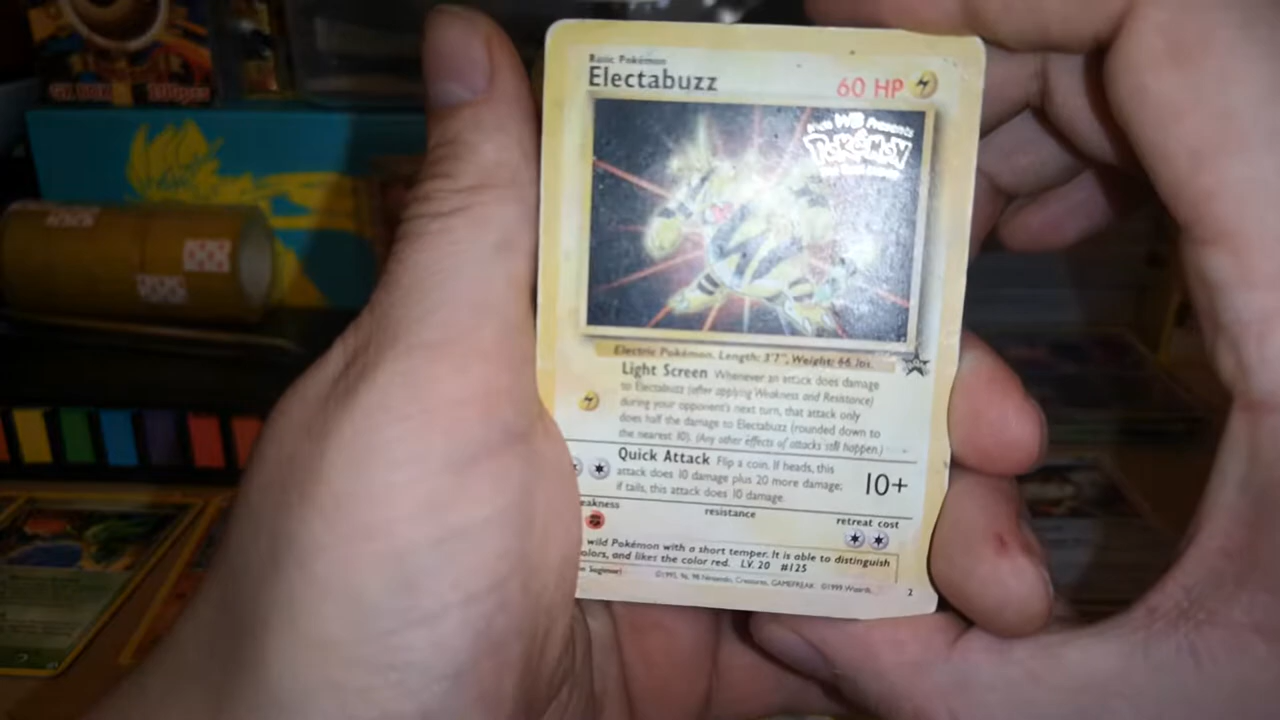 Basic Pokémon
Electabuzz
60 HP
WB Presents
POKÉMON
Electric Pokémon. Length: 3'7", Weight: 66 lbs.
Light Screen Whenever an attack does damage
to Electabuzz (after applying Weakness and Resistance)
during your opponent's next turn, that attack only
does half the damage to Electabuzz (rounded down to
the nearest 10). (Any other effects of attacks still happen.)
Quick Attack Flip a coin. If heads, this
attack does 10 damage plus 20 more damage;
if tails, this attack does 10 damage.
10+
eakness
resistance
retreat cost
wild Pokémon with a short temper. It is able to distinguish
olors, and likes the color red. LV. 20 #125
Sugimori
©1995, 96, 98 Nintendo, Creatures, GAMEFREAK. ©1999 Wizards.
2